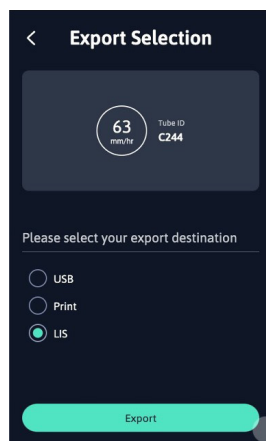 Export Selection
63
mm/hr
Tube ID
C244
Please select your export destination
USB
Print
LIS
Export